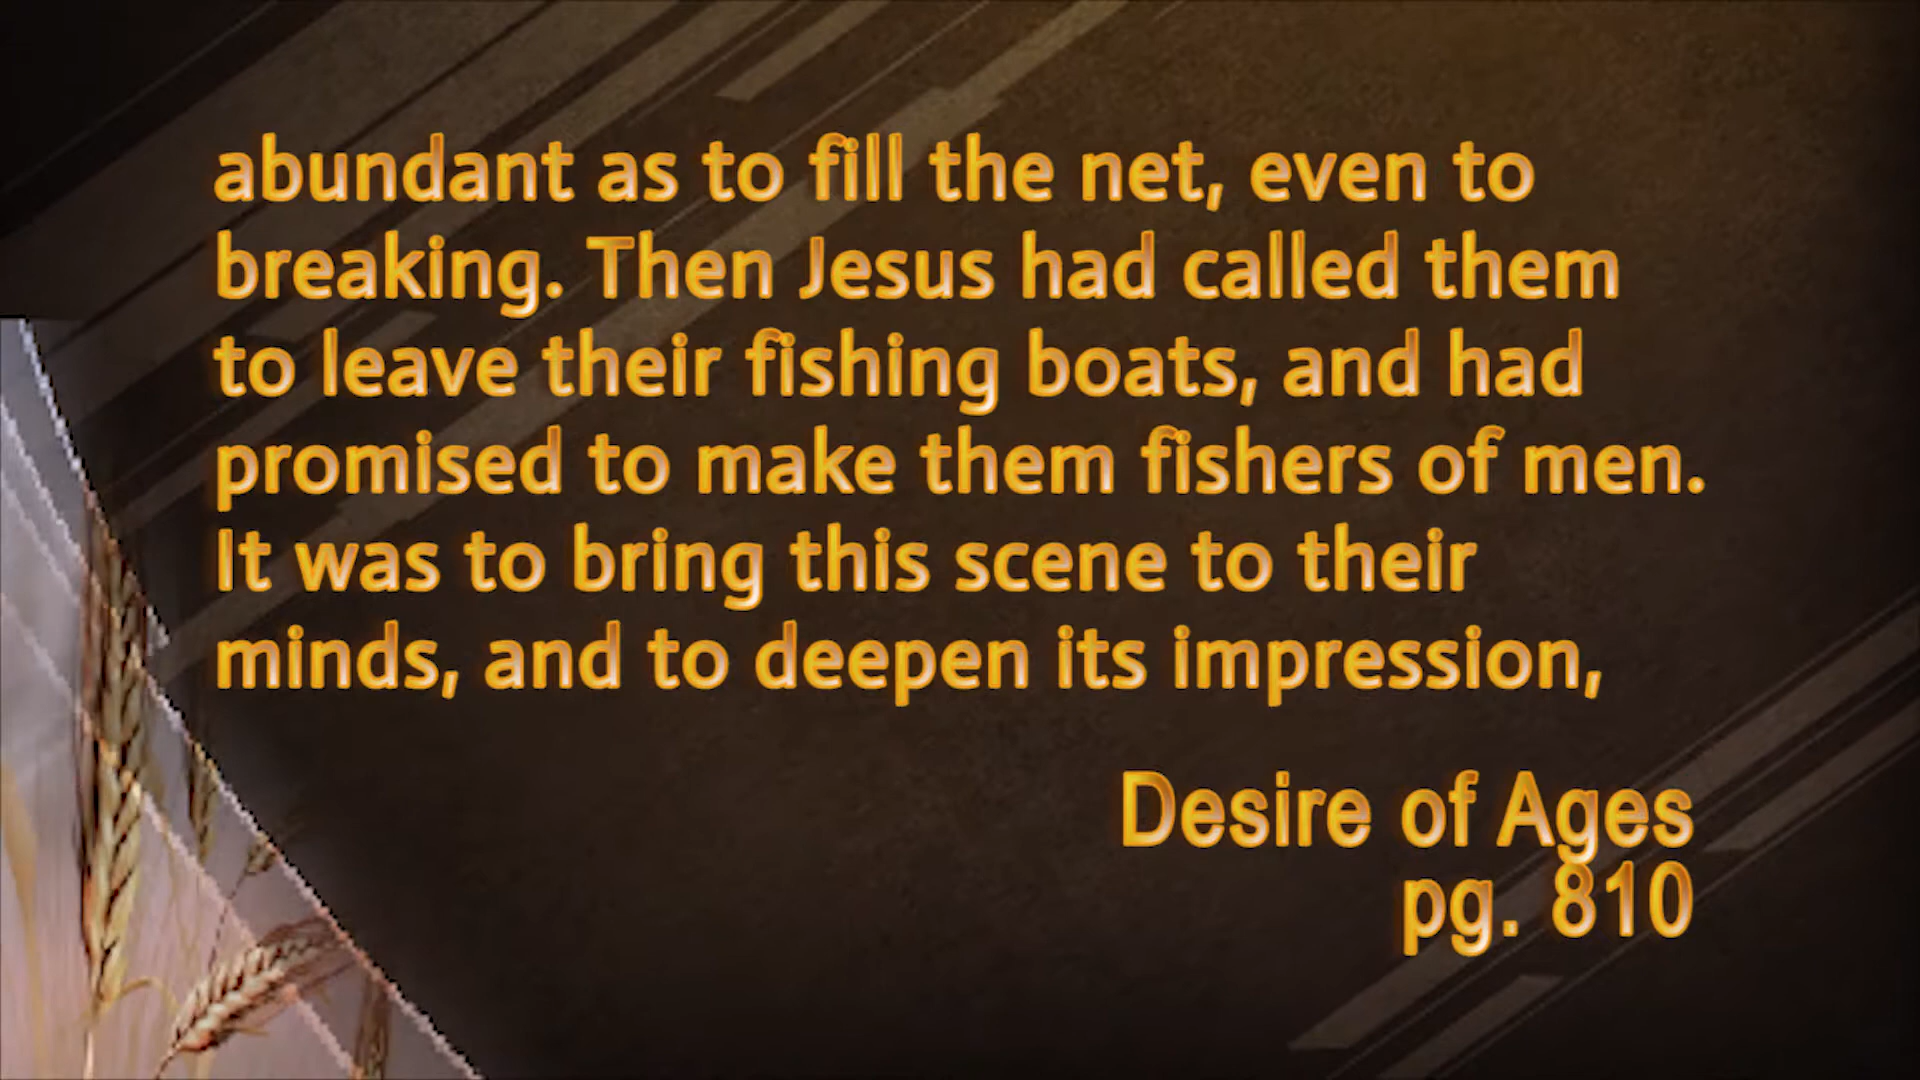 abundant as to fill the net, even to
breaking. Then Jesus had called them
to leave their fishing boats, and had
promised to make them fishers of men.
It was to bring this scene to their
minds, and to deepen its impression,
Desire of Ages
pg. 810